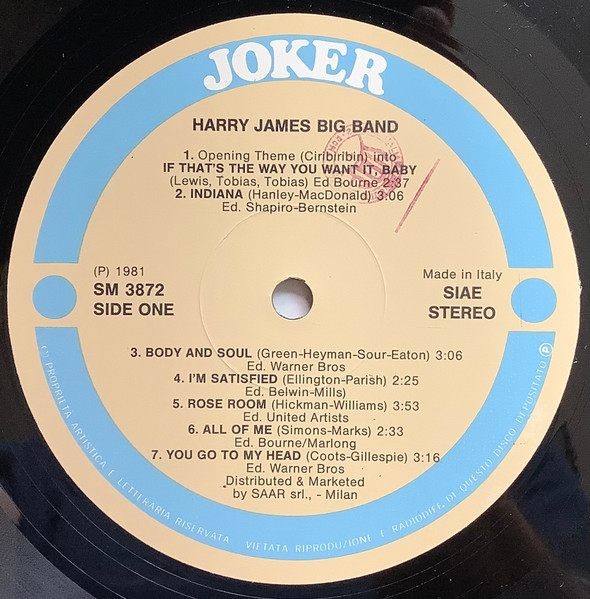 JOKER
HARRY JAMES BIG BAND
1. Opening Theme (Ciribiribin) into
IF THAT'S THE WAY YOU WANT IT, BABY
(Lewis, Tobias, Tobias) Ed Bourne 2:37
2. INDIANA (Hanley-MacDonald) 3:06
Ed. Shapiro-Bernstein
(P) 1981
SM 3872
SIDE ONE
Made in Italy
SIAE
STEREO
3. BODY AND SOUL (Green-Heyman-Sour-Eaton) 3:06
Ed. Warner Bros
4. I'M SATISFIED (Ellington-Parish) 2:25
Ed. Belwin-Mills)
5. ROSE ROOM (Hickman-Williams) 3:53
Ed. United Artists
6. ALL OF ME (Simons-Marks) 2:33
Ed. Bourne/Marlong
7. YOU GO TO MY HEAD (Coots-Gillespie) 3:16
Ed. Warner Bros
Distributed & Marketed
by SAAR srl., - Milan
(C) PROPRIETÀ ARTISTICA E LETTERARIA RISERVATA VIETATA RIPRODUZIONE E RADIODIFF. DI QUESTO DISCO DEPOSITATO (P)